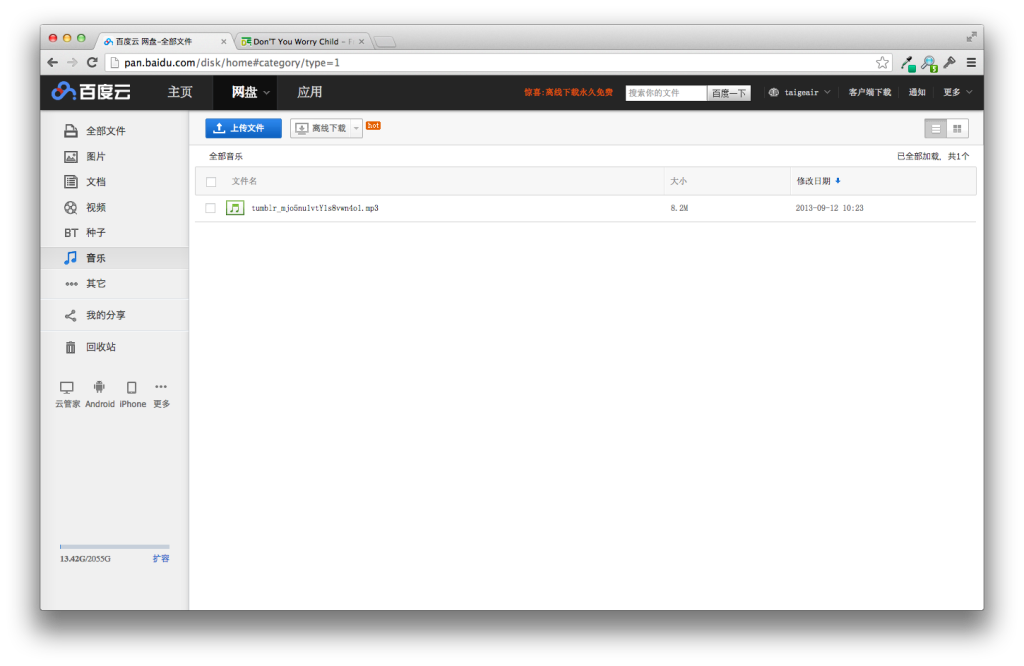 百度云 网盘-全部文件
Don'T You Worry Child –
pan.baidu.com/disk/home#category/type=1
百度云 主页 网盘 应用 惊喜:离线下载永久免费 搜索你的文件 百度一下 taigeair 客户端下载 通知 更多
上传文件 离线下载 hot
全部文件
图片
文档
视频
BT 种子
音乐
其它
我的分享
回收站
云管家 Android iPhone 更多
13.42G/2055G 扩容
全部音乐 已全部加载，共1个
文件名 大小 修改日期
8.2M 2013-09-12 10:23